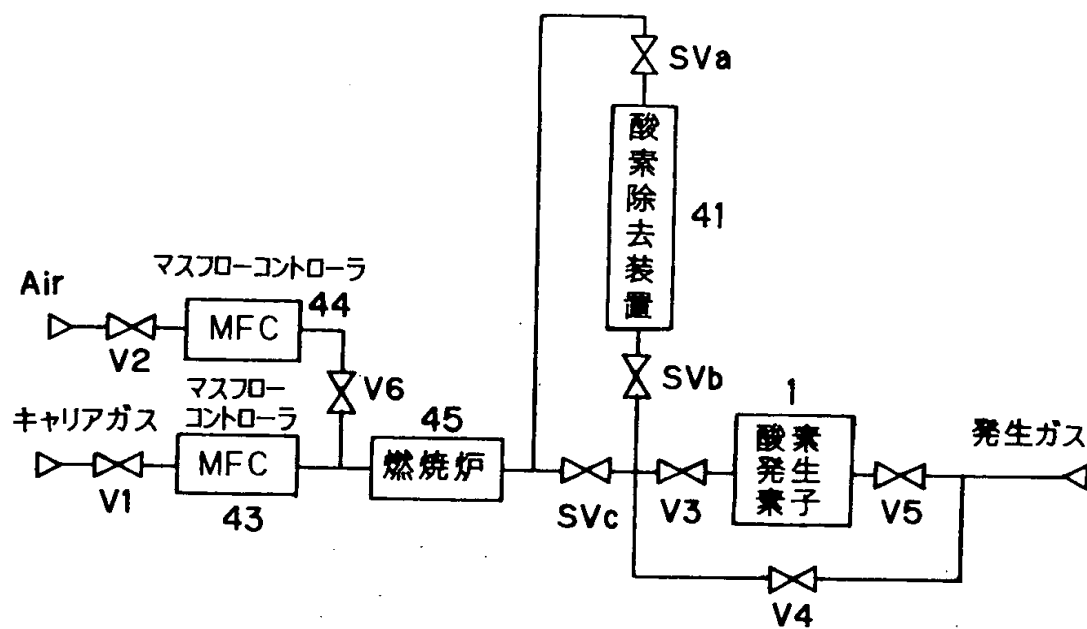 SVa
酸素除去装置
41
マスフローコントローラ
44
Air
MFC
V2
SVb
マスフロー
コントローラ
V6
1
キャリアガス
45
酸素
発生
素子
発生ガス
MFC
燃焼炉
V1
43
SVc
V3
V5
V4